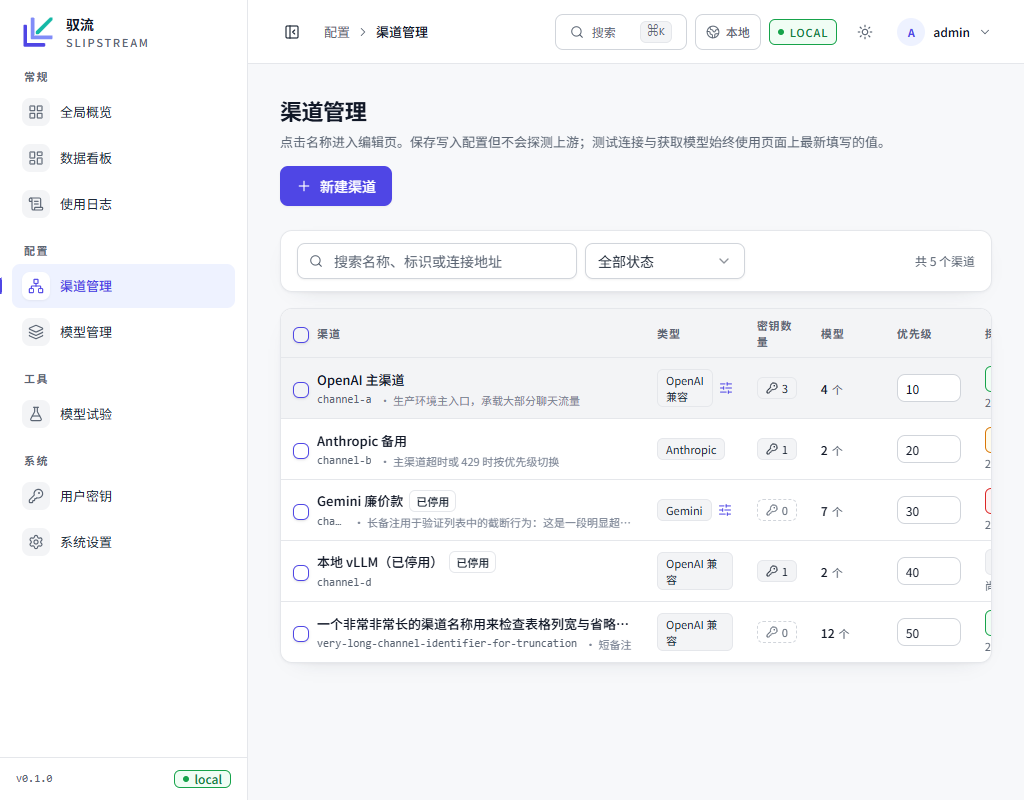 驭流
SLIPSTREAM
常规
全局概览
数据看板
使用日志
配置
渠道管理
模型管理
工具
模型试验
系统
用户密钥
系统设置
v0.1.0
local
配置
渠道管理
搜索
⌘K
本地
LOCAL
A
admin
渠道管理
点击名称进入编辑页。保存写入配置但不会探测上游；测试连接与获取模型始终使用页面上最新填写的值。
新建渠道
搜索名称、标识或连接地址
全部状态
共 5 个渠道
渠道
类型
密钥数
量
模型
优先级
OpenAI 主渠道
channel-a • 生产环境主入口，承载大部分聊天流量
OpenAI
兼容
3
4 个
10
2
Anthropic 备用
channel-b • 主渠道超时或 429 时按优先级切换
Anthropic
1
2 个
20
2
Gemini 廉价款 已停用
cha… • 长备注用于验证列表中的截断行为：这是一段明显超…
Gemini
0
7 个
30
2
本地 vLLM（已停用） 已停用
channel-d
OpenAI 兼
容
1
2 个
40
尚
一个非常非常长的渠道名称用来检查表格列宽与省略…
very-long-channel-identifier-for-truncation • 短备注
OpenAI 兼
容
0
12 个
50
2